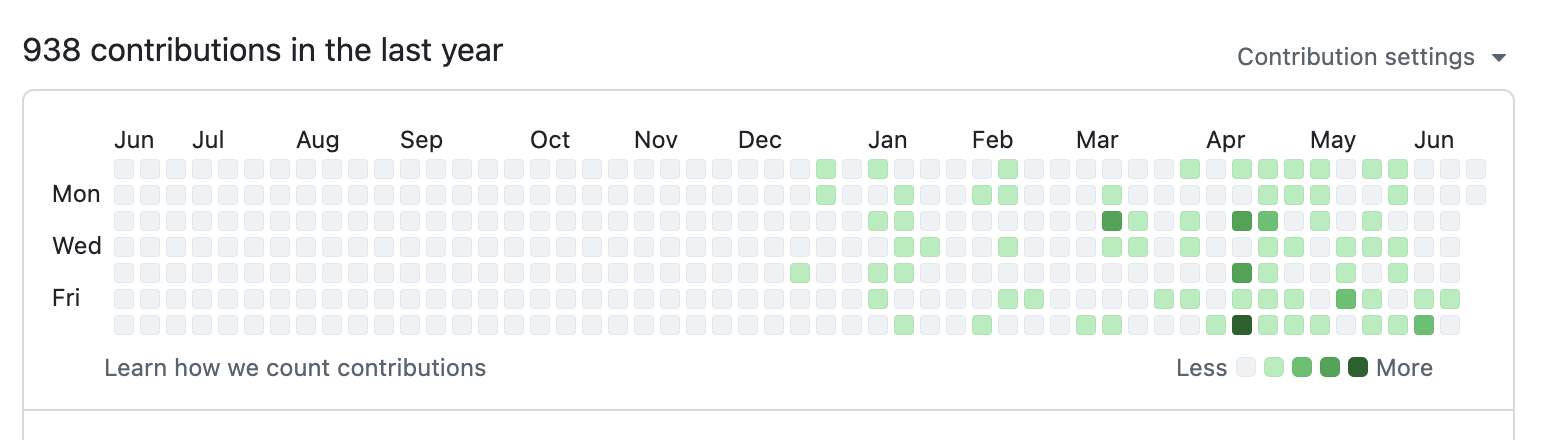 938 contributions in the last year
Contribution settings
Jun Jul Aug Sep Oct Nov Dec Jan Feb Mar Apr May Jun
Mon
Wed
Fri
Learn how we count contributions
Less More